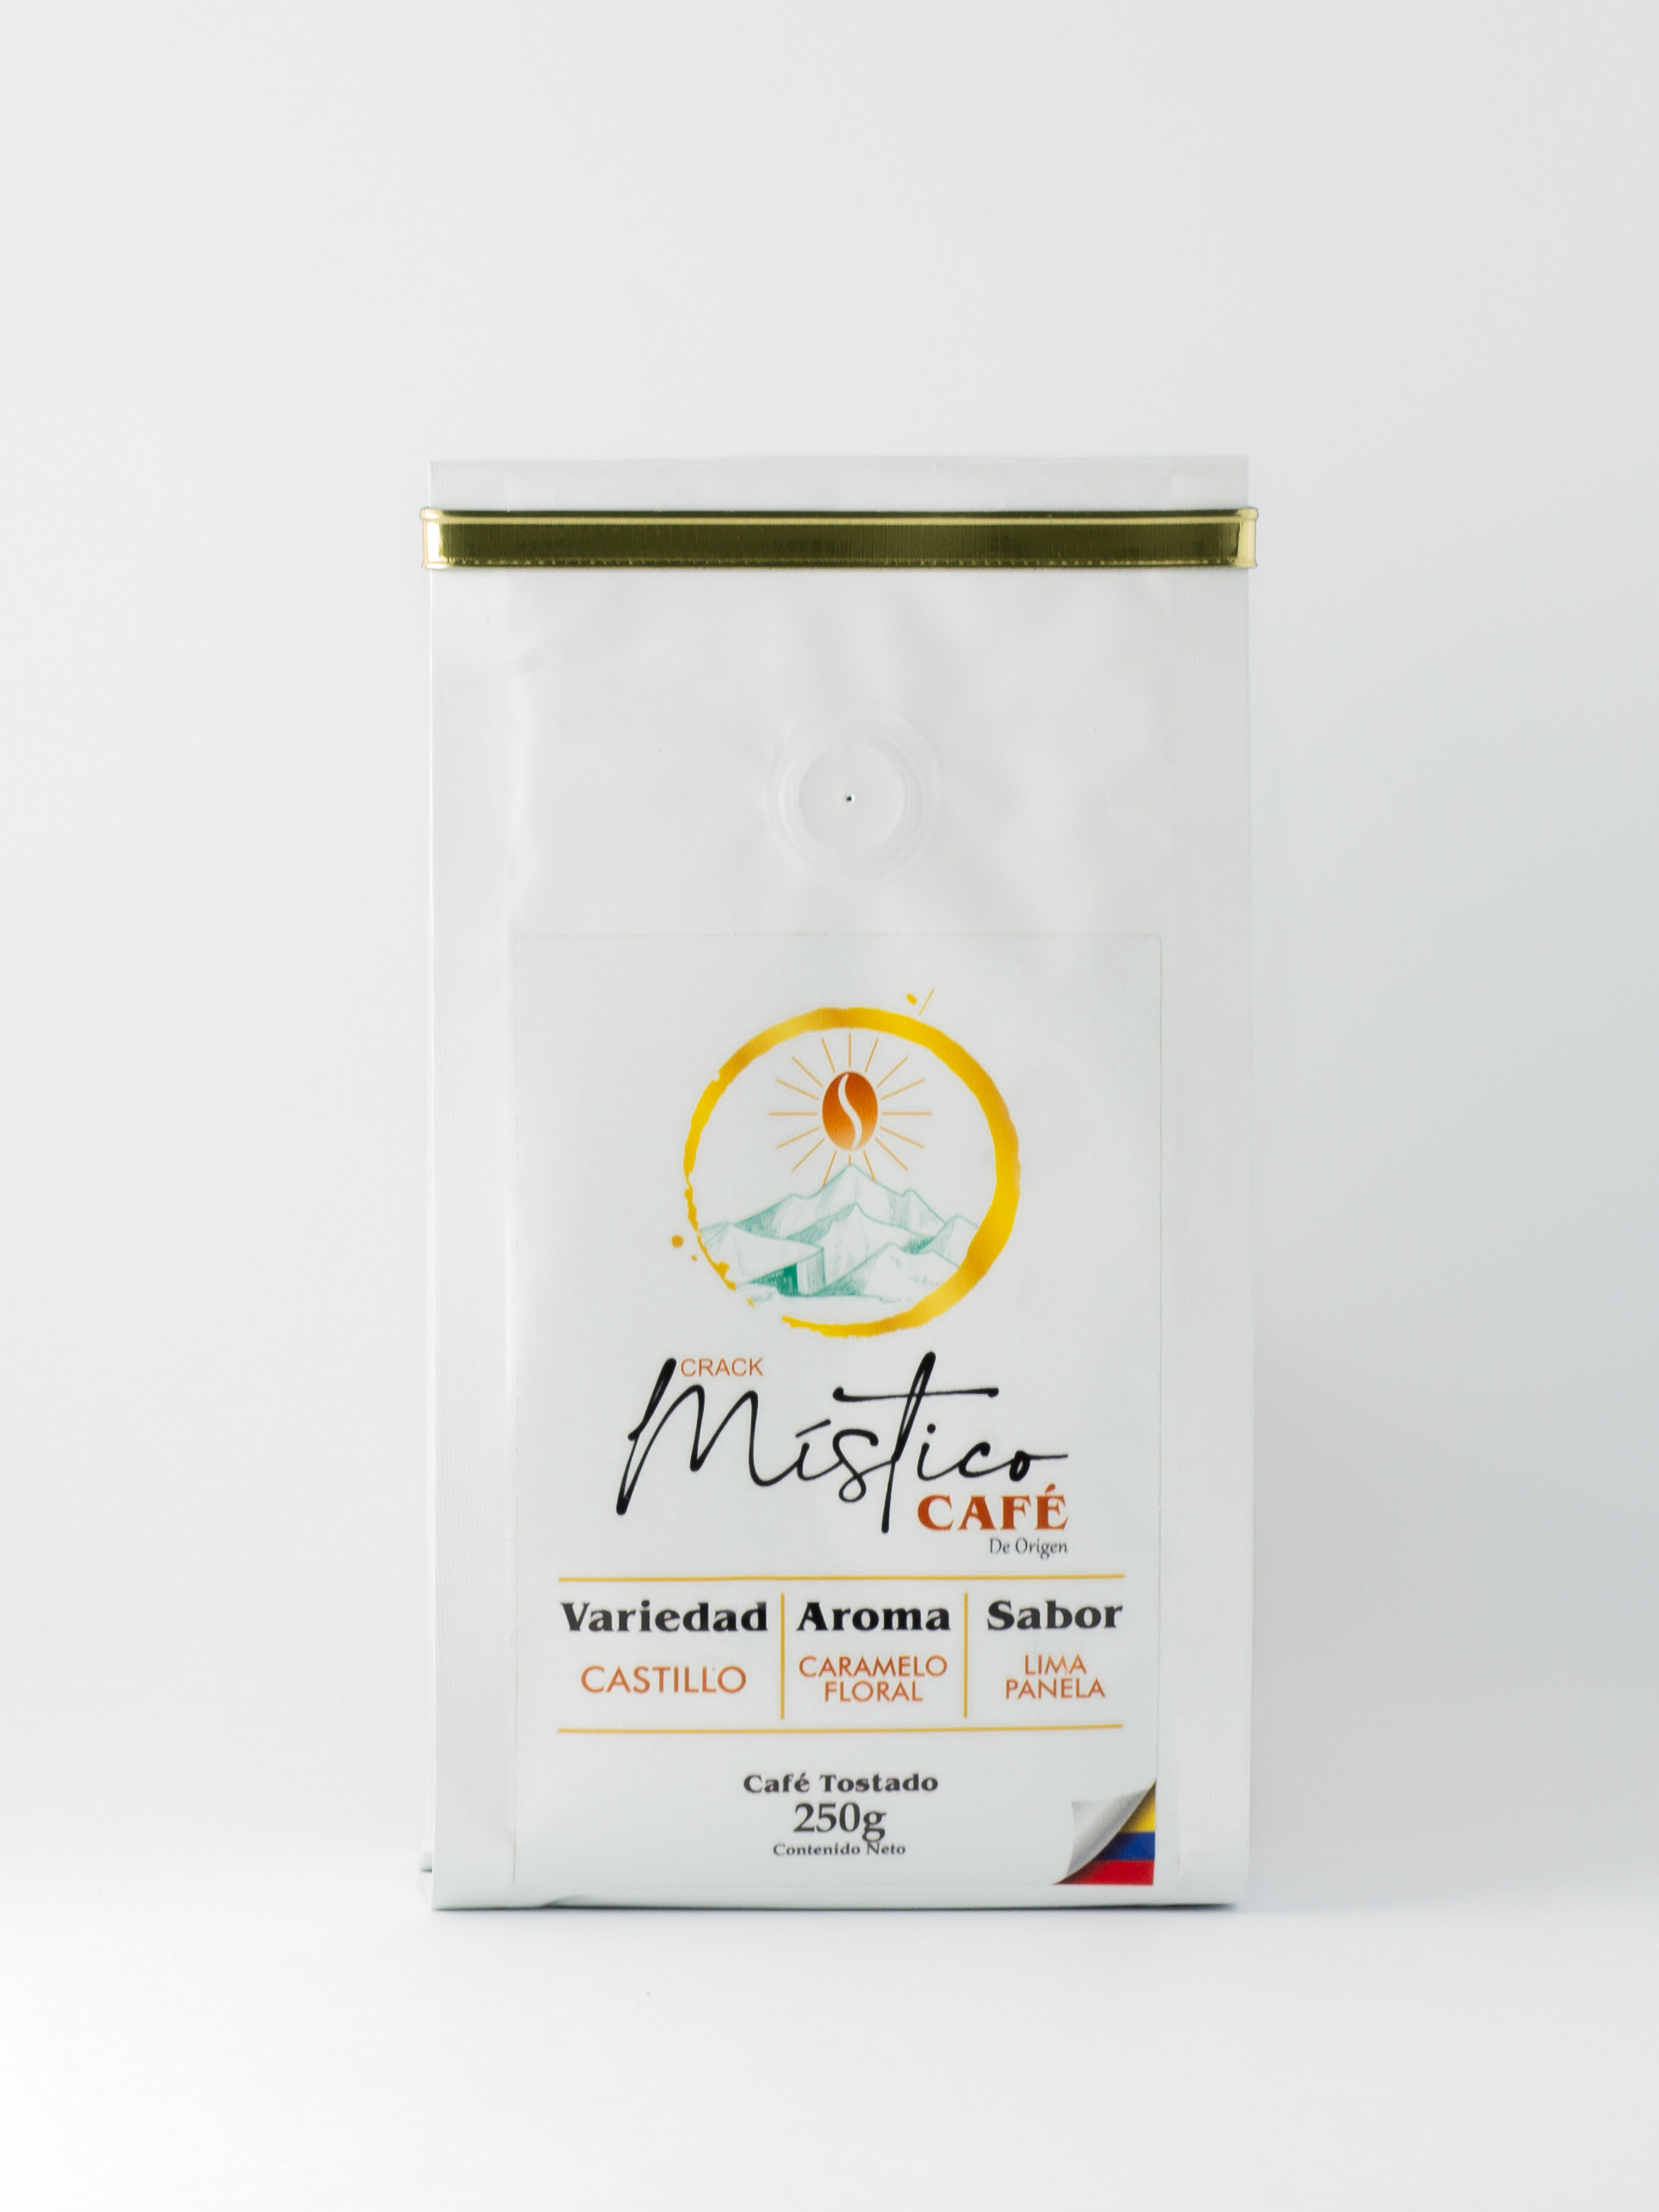 CRACK
Místico
CAFÉ
De Origen
Variedad Aroma Sabor
CASTILLO CARAMELO FLORAL LIMA PANELA
Café Tostado
250g
Contenido Neto